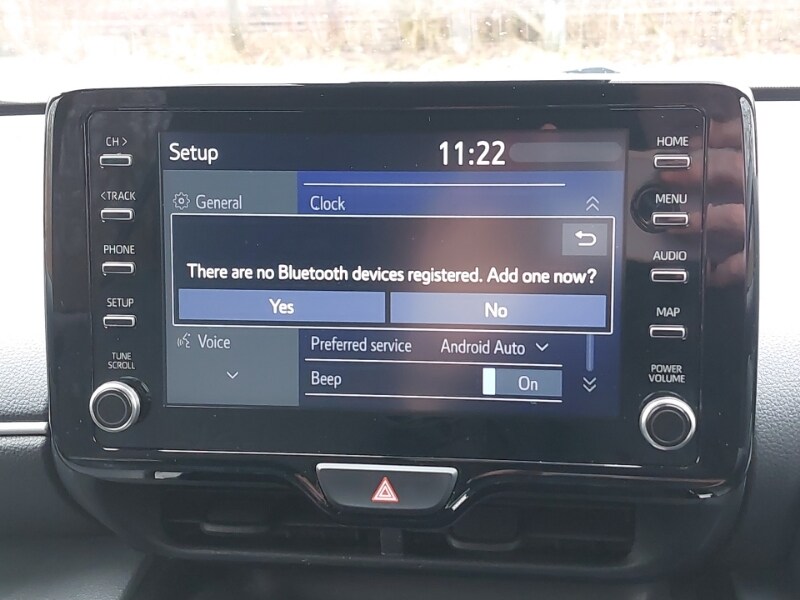 CH >
< TRACK
PHONE
SETUP
TUNE
SCROLL
Setup
11:22
General
Clock
There are no Bluetooth devices registered. Add one now?
Yes
No
Voice
Preferred service Android Auto
Beep On
HOME
MENU
AUDIO
MAP
POWER
VOLUME